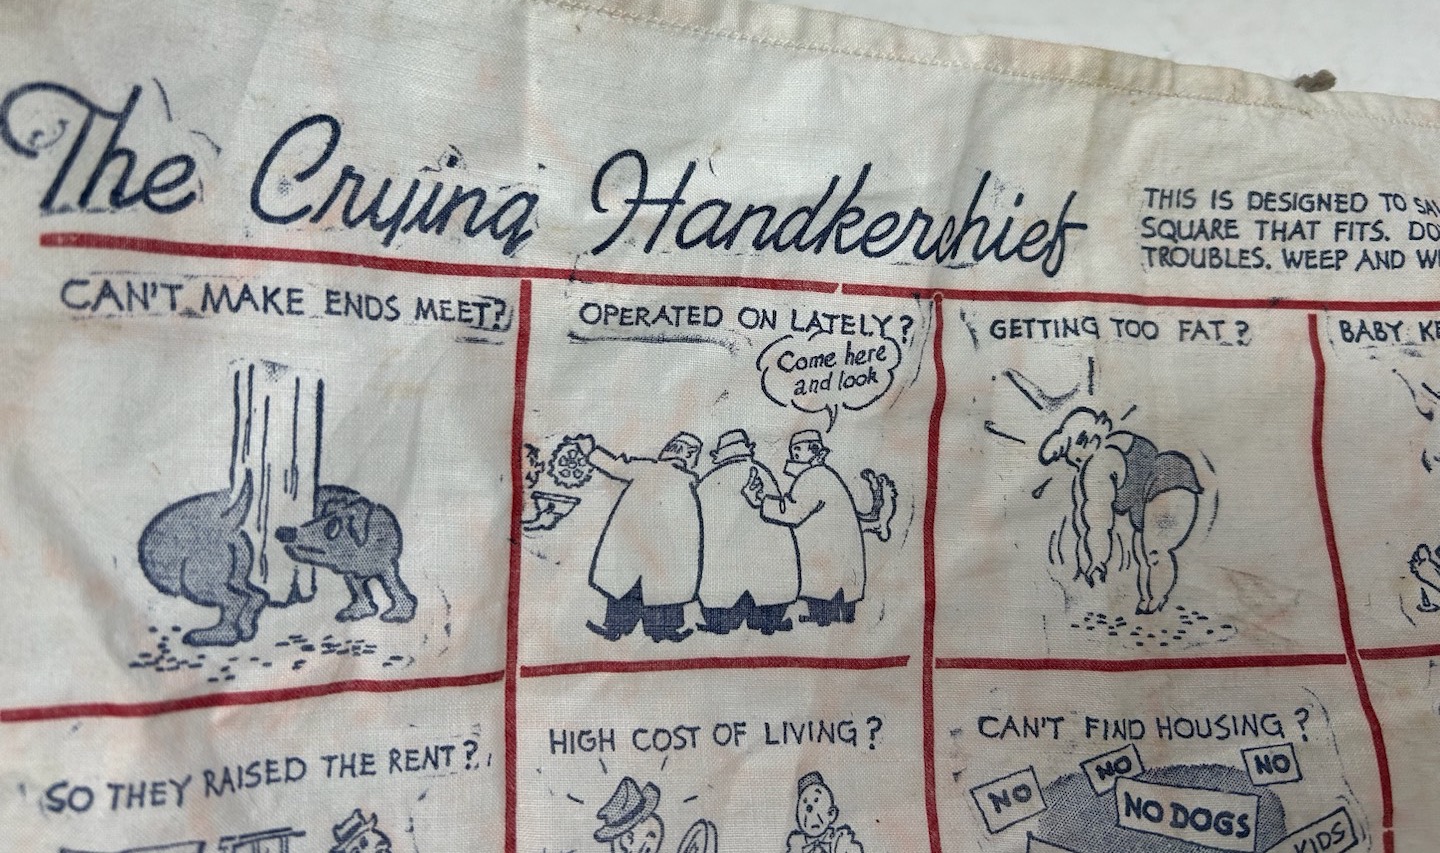 The Crying Handkerchief
THIS IS DESIGNED TO
SQUARE THAT FITS.
TROUBLES. WEEP AND
CAN'T MAKE ENDS MEET?
OPERATED ON LATELY?
Come here
and look
GETTING TOO FAT?
BABY
SO THEY RAISED THE RENT?
HIGH COST OF LIVING?
CAN'T FIND HOUSING?
NO
NO
NO
NO DOGS
KIDS